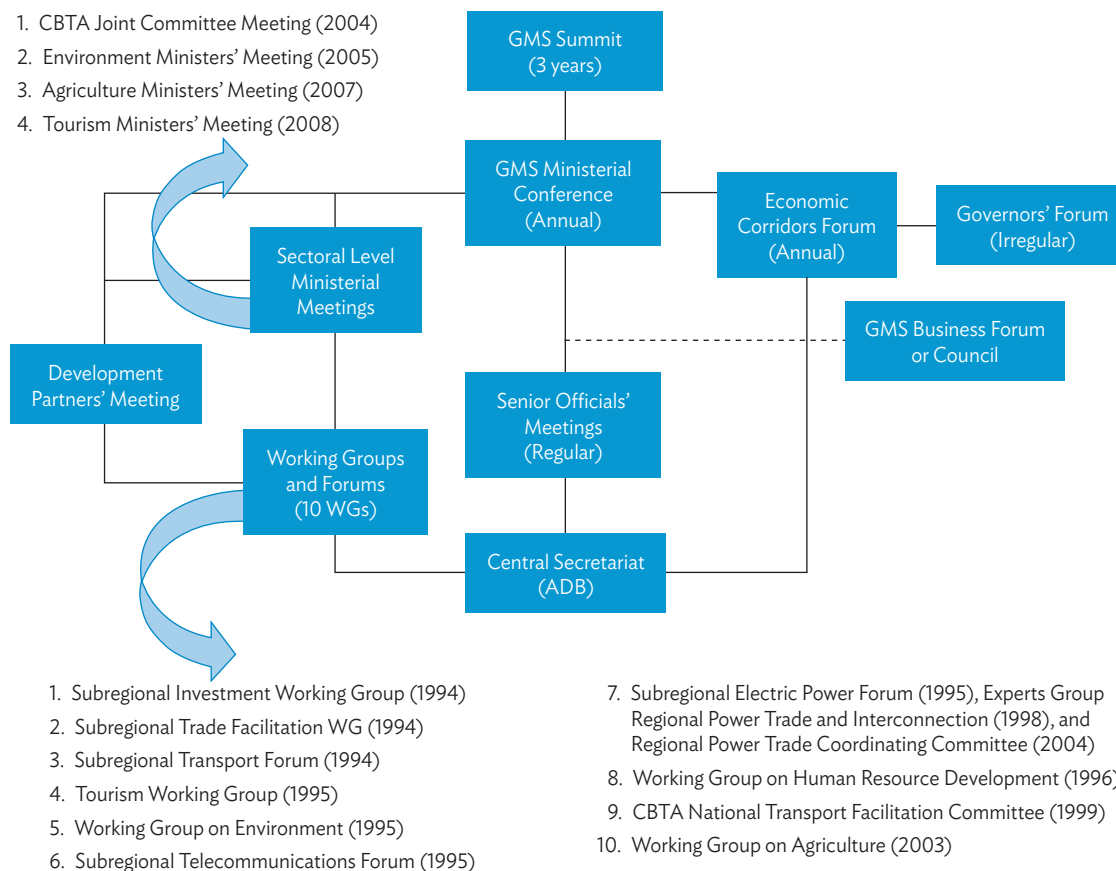 1. CBTA Joint Committee Meeting (2004)
2. Environment Ministers’ Meeting (2005)
3. Agriculture Ministers’ Meeting (2007)
4. Tourism Ministers’ Meeting (2008)
GMS Summit
(3 years)
GMS Ministerial
Conference
(Annual)
Economic
Corridors Forum
(Annual)
Governors’ Forum
(Irregular)
Sectoral Level
Ministerial
Meetings
GMS Business Forum
or Council
Development
Partners’ Meeting
Senior Officials’
Meetings
(Regular)
Working Groups
and Forums
(10 WGs)
Central Secretariat
(ADB)
1. Subregional Investment Working Group (1994)
2. Subregional Trade Facilitation WG (1994)
3. Subregional Transport Forum (1994)
4. Tourism Working Group (1995)
5. Working Group on Environment (1995)
6. Subregional Telecommunications Forum (1995)
7. Subregional Electric Power Forum (1995), Experts Group
Regional Power Trade and Interconnection (1998), and
Regional Power Trade Coordinating Committee (2004)
8. Working Group on Human Resource Development (1996)
9. CBTA National Transport Facilitation Committee (1999)
10. Working Group on Agriculture (2003)